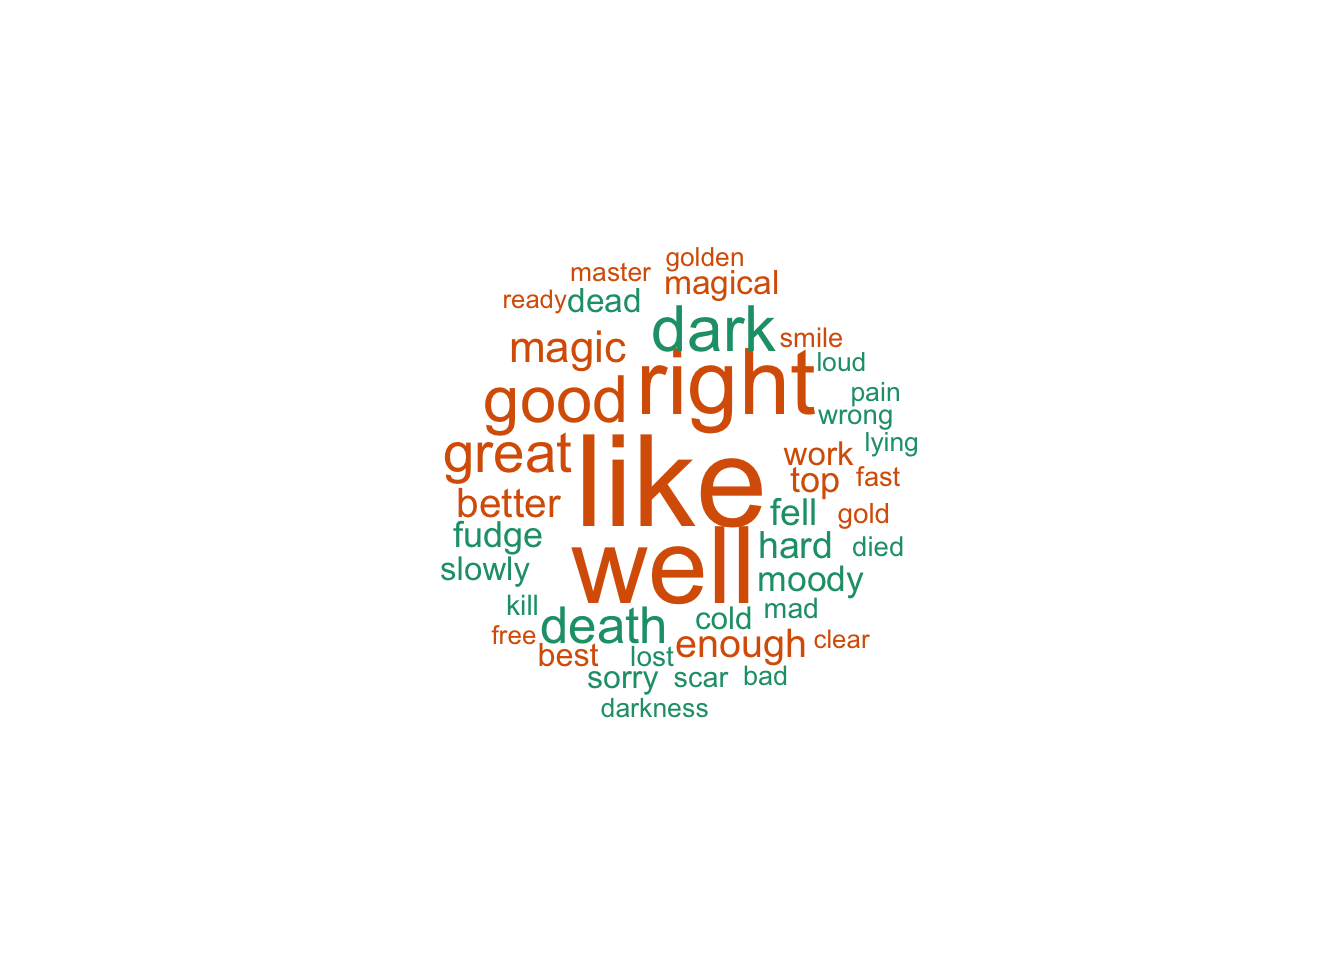 golden
master
magical
ready
dead
dark
smile
magic
loud
right
good
pain
wrong
great
like
lying
work
top
fast
better
fell
gold
fudge
hard
died
well
slowly
moody
kill
mad
death
cold
free
enough
clear
best
lost
sorry
scar
bad
darkness